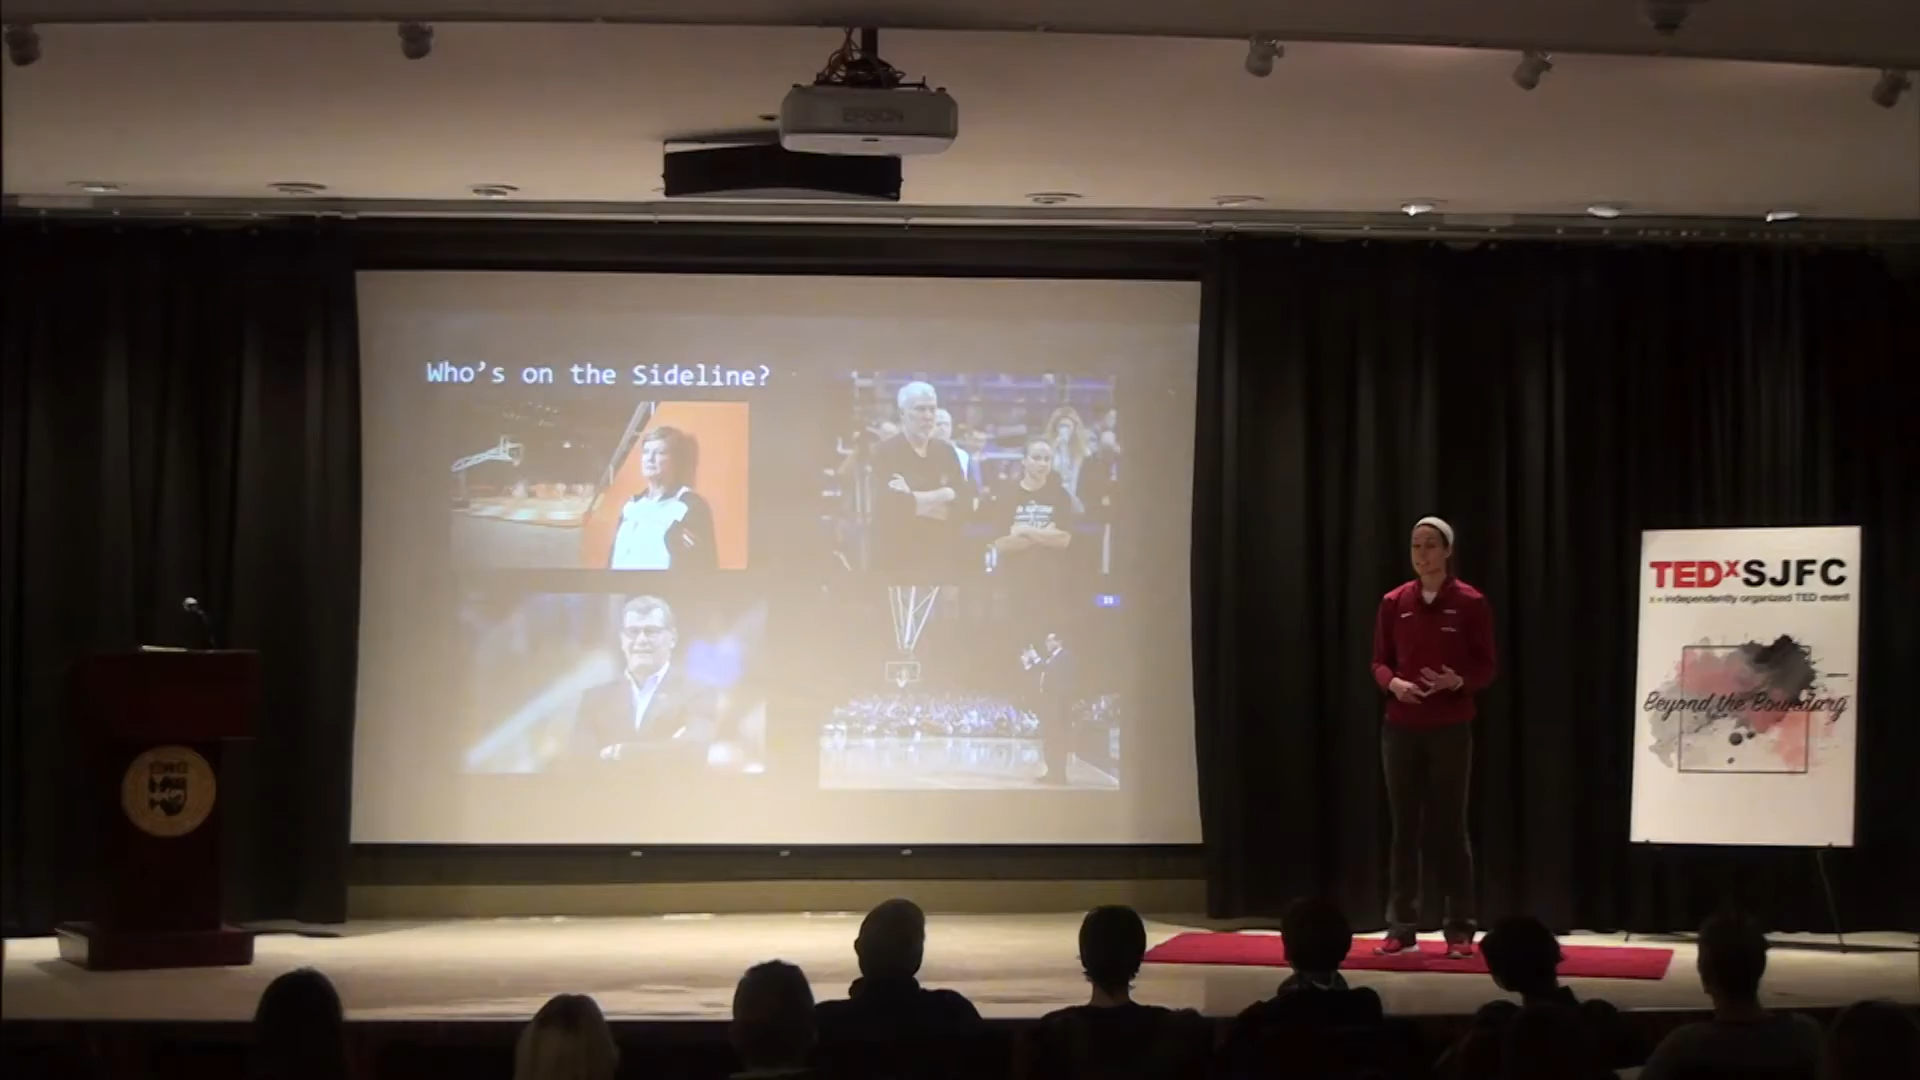 EPSON
Who's on the Sideline?
TEDxSJFC
x = independently organized TED event
Beyond the Boundary